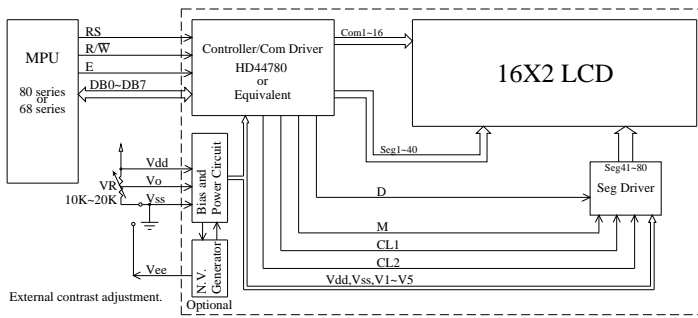 MPU
80 series
or
68 series
RS
R/W̅
E
DB0~DB7
Controller/Com Driver
HD44780
or
Equivalent
Com1~16
16X2 LCD
Seg1~40
Seg41~80
Seg Driver
D
M
CL1
CL2
Vdd,Vss,V1~V5
Vdd
Vo
Vss
VR
10K~20K
Bias and
Power Circuit
N.V.
Generator
Vee
Optional
External contrast adjustment.